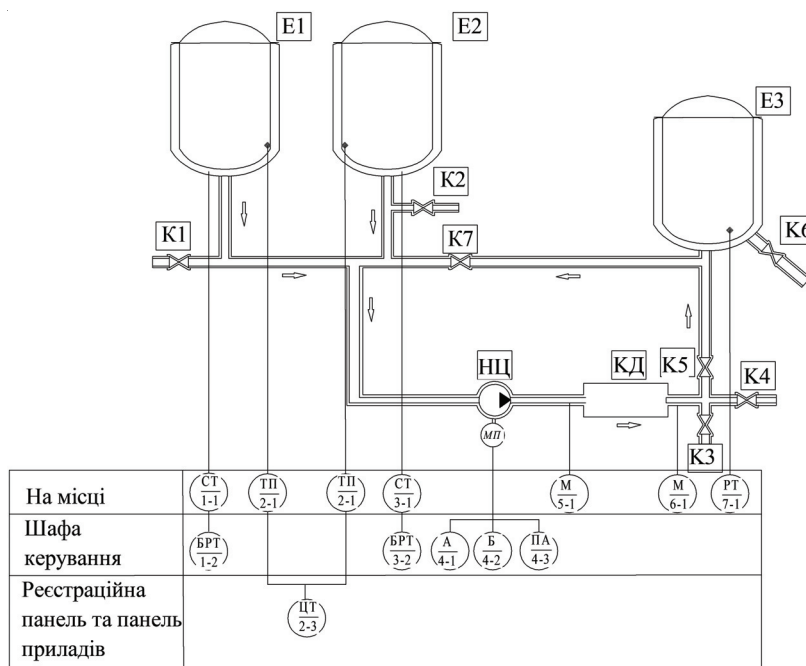 E1
E2
E3
K2
K1
K7
K6
НЦ
КД
K5
K4
МП
K3
На місці
СТ 1-1
ТП 2-1
ТП 2-1
СТ 3-1
М 5-1
М 6-1
РТ 7-1
Шафа
керування
БРТ 1-2
БРТ 3-2
А 4-1
Б 4-2
ПА 4-3
Реєстраційна
панель та панель
приладів
ЦТ 2-3